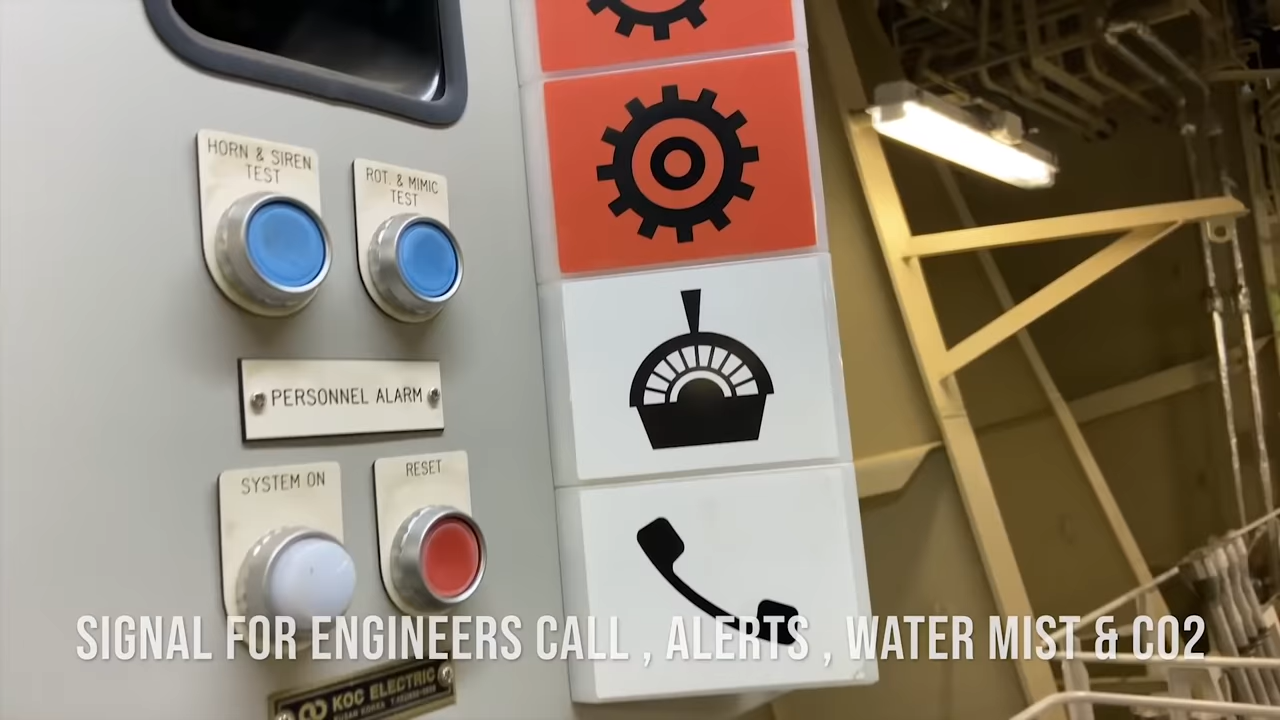 HORN & SIREN
TEST
ROT. & MIMIC
TEST
PERSONNEL ALARM
SYSTEM ON
RESET
SIGNAL FOR ENGINEERS CALL , ALERTS , WATER MIST & CO2
KOC ELECTRIC